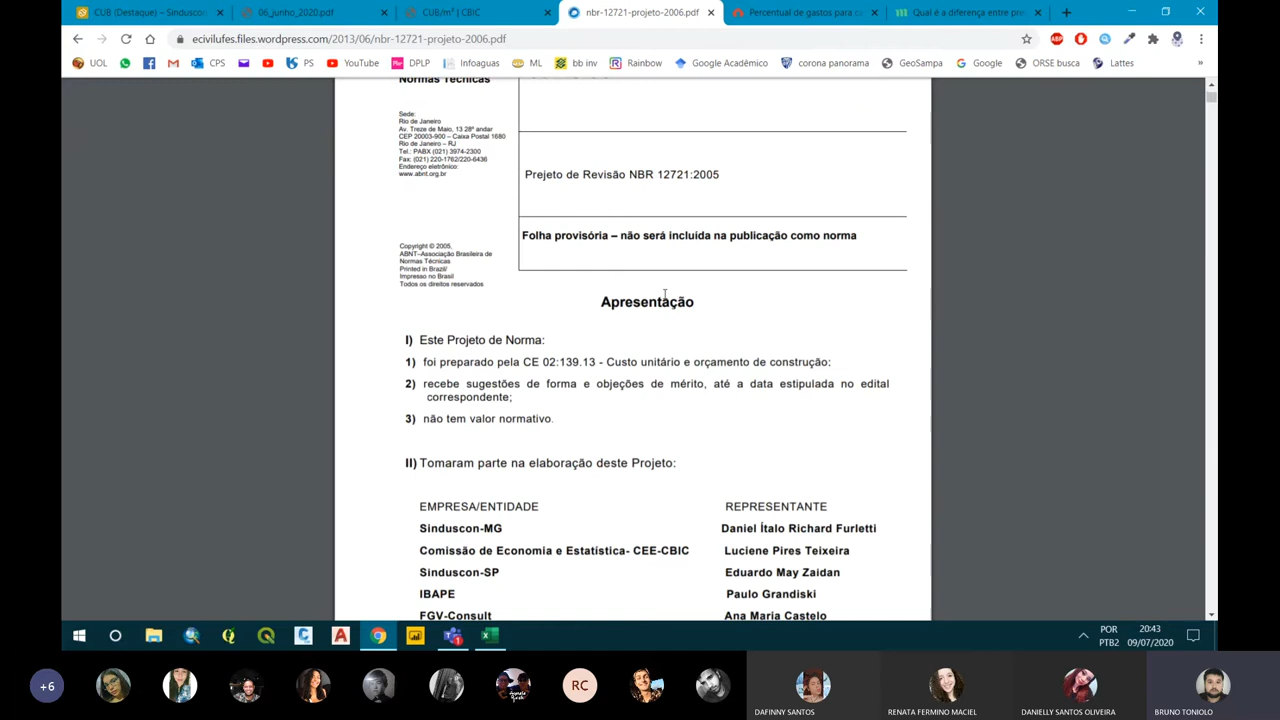 CUB (Destaque) – Sinduscon
06_junho_2020.pdf
CUB/m² | CBIC
nbr-12721-projeto-2006.pdf
Percentual de gastos para co
Qual é a diferença entre pre
ecivilufes.files.wordpress.com/2013/06/nbr-12721-projeto-2006.pdf
ABP
UOL
CPS
PS
YouTube
DPLP
Infoaguas
ML
bb inv
Rainbow
Google Acadêmico
corona panorama
GeoSampa
Google
ORSE busca
Lattes
»
Normas Técnicas
Sede:
Rio de Janeiro
Av. Treze de Maio, 13 28º andar
CEP 20003-900 – Caixa Postal 1680
Rio de Janeiro – RJ
Tel.: PABX (021) 3974-2300
Fax: (021) 220-1762/220-6436
Endereço eletrônico:
www.abnt.org.br
Prejeto de Revisão NBR 12721:2005
Folha provisória – não será incluída na publicação como norma
Copyright © 2005,
ABNT–Associação Brasileira de
Normas Técnicas
Printed in Brazil/
Impresso no Brasil
Todos os direitos reservados
Apresentação
I) Este Projeto de Norma:
1) foi preparado pela CE 02:139.13 - Custo unitário e orçamento de construção;
2) recebe sugestões de forma e objeções de mérito, até a data estipulada no edital
correspondente;
3) não tem valor normativo.
II) Tomaram parte na elaboração deste Projeto:
EMPRESA/ENTIDADE REPRESENTANTE
Sinduscon-MG Daniel Ítalo Richard Furletti
Comissão de Economia e Estatística- CEE-CBIC Luciene Pires Teixeira
Sinduscon-SP Eduardo May Zaidan
IBAPE Paulo Grandiski
FGV-Consult Ana Maria Castelo
POR
PTB2
20:43
09/07/2020
+6
RC
DAFINNY SANTOS
RENATA FERMINO MACIEL
DANIELLY SANTOS OLIVEIRA
BRUNO TONIOLO